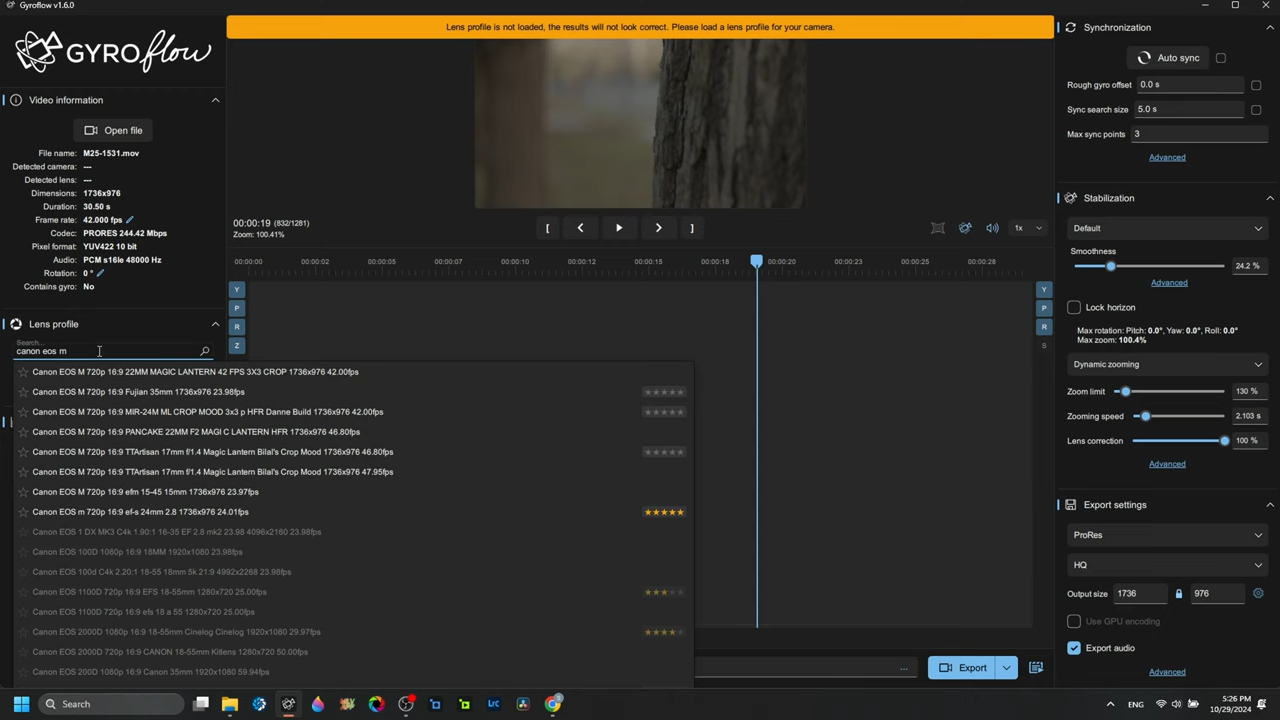 Gyroflow v1.6.0
GYROflow
Video information
Open file
File name: M25-1531.mov
Detected camera: ---
Detected lens: ---
Dimensions: 1736x976
Duration: 30.50 s
Frame rate: 42.000 fps
Codec: PRORES 244.42 Mbps
Pixel format: YUV422 10 bit
Audio: PCM s16le 48000 Hz
Rotation: 0 °
Contains gyro: No
Lens profile
Search...
canon eos m
Canon EOS M 720p 16:9 22MM MAGIC LANTERN 42 FPS 3X3 CROP 1736x976 42.00fps
Canon EOS M 720p 16:9 Fujian 35mm 1736x976 23.98fps
Canon EOS M 720p 16:9 MIR-24M ML CROP MOOD 3x3 p HFR Danne Build 1736x976 42.00fps
Canon EOS M 720p 16:9 PANCAKE 22MM F2 MAGI C LANTERN HFR 1736x976 46.80fps
Canon EOS M 720p 16:9 TTArtisan 17mm f/1.4 Magic Lantern Bilal's Crop Mood 1736x976 46.80fps
Canon EOS M 720p 16:9 TTArtisan 17mm f/1.4 Magic Lantern Bilal's Crop Mood 1736x976 47.95fps
Canon EOS M 720p 16:9 efm 15-45 15mm 1736x976 23.97fps
Canon EOS m 720p 16:9 ef-s 24mm 2.8 1736x976 24.01fps
Canon EOS 1 DX MK3 C4k 1.90:1 16-35 EF 2.8 mk2 23.98 4096x2160 23.98fps
Canon EOS 100D 1080p 16:9 18MM 1920x1080 23.98fps
Canon EOS 100d C4k 2.20:1 18-55 18mm 5k 21:9 4992x2268 23.98fps
Canon EOS 1100D 720p 16:9 EFS 18-55mm 1280x720 25.00fps
Canon EOS 1100D 720p 16:9 efs 18 a 55 1280x720 25.00fps
Canon EOS 2000D 1080p 16:9 18-55mm Cinelog Cinelog 1920x1080 29.97fps
Canon EOS 2000D 720p 16:9 CANON 18-55mm Kitlens 1280x720 50.00fps
Canon EOS 200D 1080p 16:9 Canon 35mm 1920x1080 59.94fps
Lens profile is not loaded, the results will not look correct. Please load a lens profile for your camera.
00:00:19 (832/1281)
Zoom: 100.41%
[
]
1x
00:00:00 00:00:02 00:00:05 00:00:07 00:00:10 00:00:12 00:00:15 00:00:18 00:00:20 00:00:23 00:00:25 00:00:28
Y Y
P P
R R
Z S
... Export
Synchronization
Auto sync
Rough gyro offset 0.0 s
Sync search size 5.0 s
Max sync points 3
Advanced
Stabilization
Default
Smoothness
24.2 %
Advanced
Lock horizon
Max rotation: Pitch: 0.0°, Yaw: 0.0°, Roll: 0.0°
Max zoom: 100.4%
Dynamic zooming
Zoom limit 130 %
Zooming speed 2.103 s
Lens correction 100 %
Advanced
Export settings
ProRes
HQ
Output size 1736 976
Use GPU encoding
Export audio
Advanced
Search
LrC
ENG
5:26 PM
10/29/2024